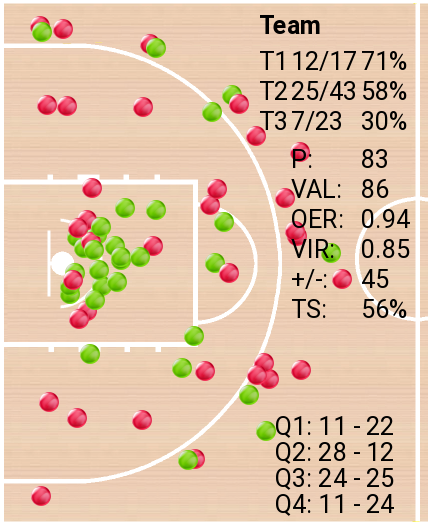 Team
T1 12/17 71%
T2 25/43 58%
T3 7/23 30%
P: 83
VAL: 86
OER: 0.94
VIR: 0.85
+/-: 45
TS: 56%
Q1: 11 - 22
Q2: 28 - 12
Q3: 24 - 25
Q4: 11 - 24